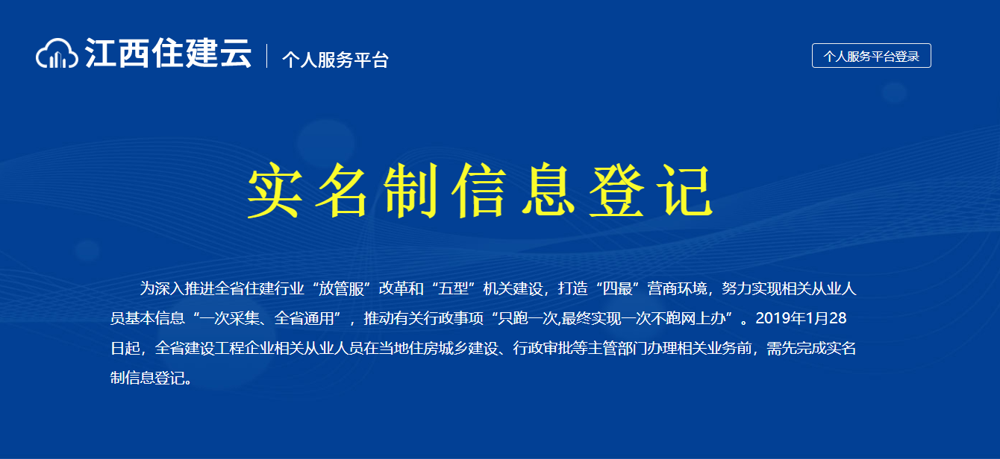 江西住建云 个人服务平台
个人服务平台登录
实名制信息登记
为深入推进全省住建行业“放管服”改革和“五型”机关建设，打造“四最”营商环境，努力实现相关从业人
员基本信息“一次采集、全省通用”，推动有关行政事项“只跑一次,最终实现一次不跑网上办”。2019年1月28
日起，全省建设工程企业相关从业人员在当地住房城乡建设、行政审批等主管部门办理相关业务前，需先完成实名
制信息登记。